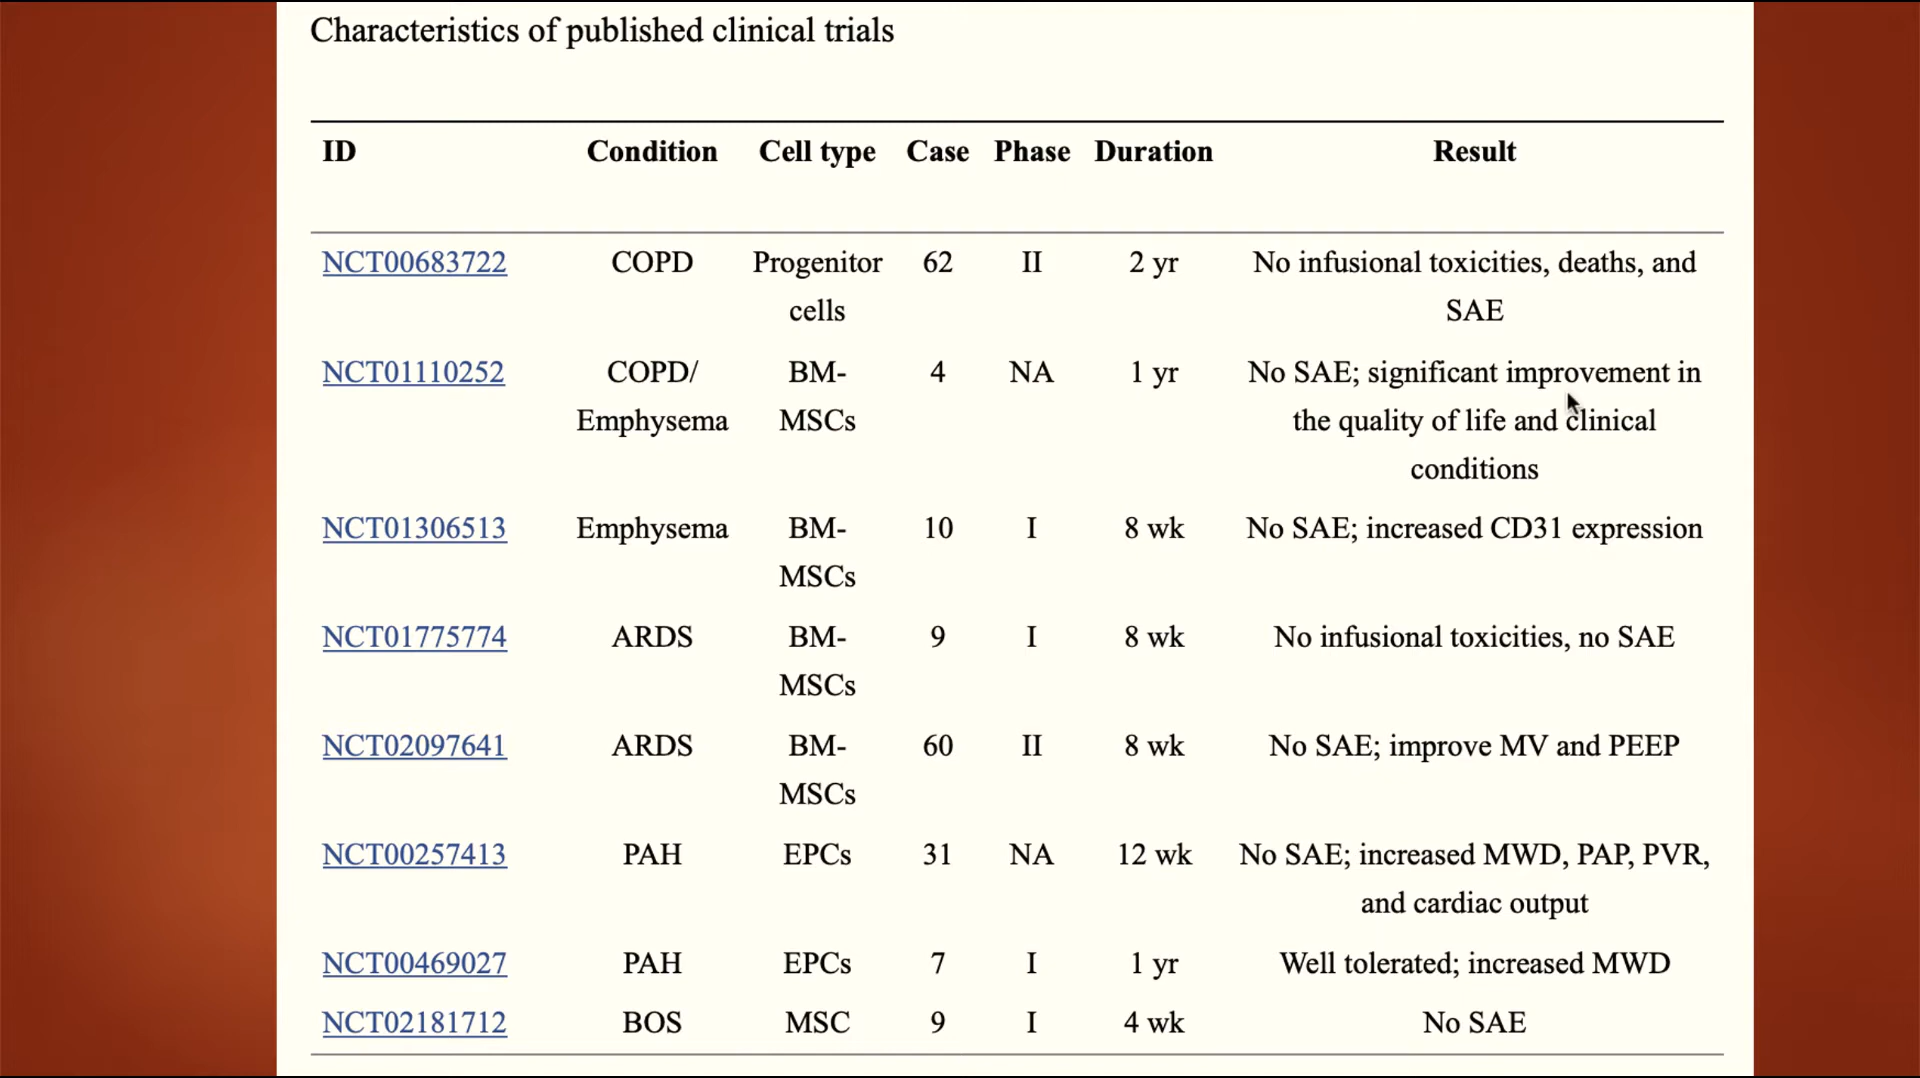 Characteristics of published clinical trials
ID Condition Cell type Case Phase Duration Result
NCT00683722 COPD Progenitor 62 II 2 yr No infusional toxicities, deaths, and
cells SAE
NCT01110252 COPD/ BM- 4 NA 1 yr No SAE; significant improvement in
Emphysema MSCs the quality of life and clinical
conditions
NCT01306513 Emphysema BM- 10 I 8 wk No SAE; increased CD31 expression
MSCs
NCT01775774 ARDS BM- 9 I 8 wk No infusional toxicities, no SAE
MSCs
NCT02097641 ARDS BM- 60 II 8 wk No SAE; improve MV and PEEP
MSCs
NCT00257413 PAH EPCs 31 NA 12 wk No SAE; increased MWD, PAP, PVR,
and cardiac output
NCT00469027 PAH EPCs 7 I 1 yr Well tolerated; increased MWD
NCT02181712 BOS MSC 9 I 4 wk No SAE